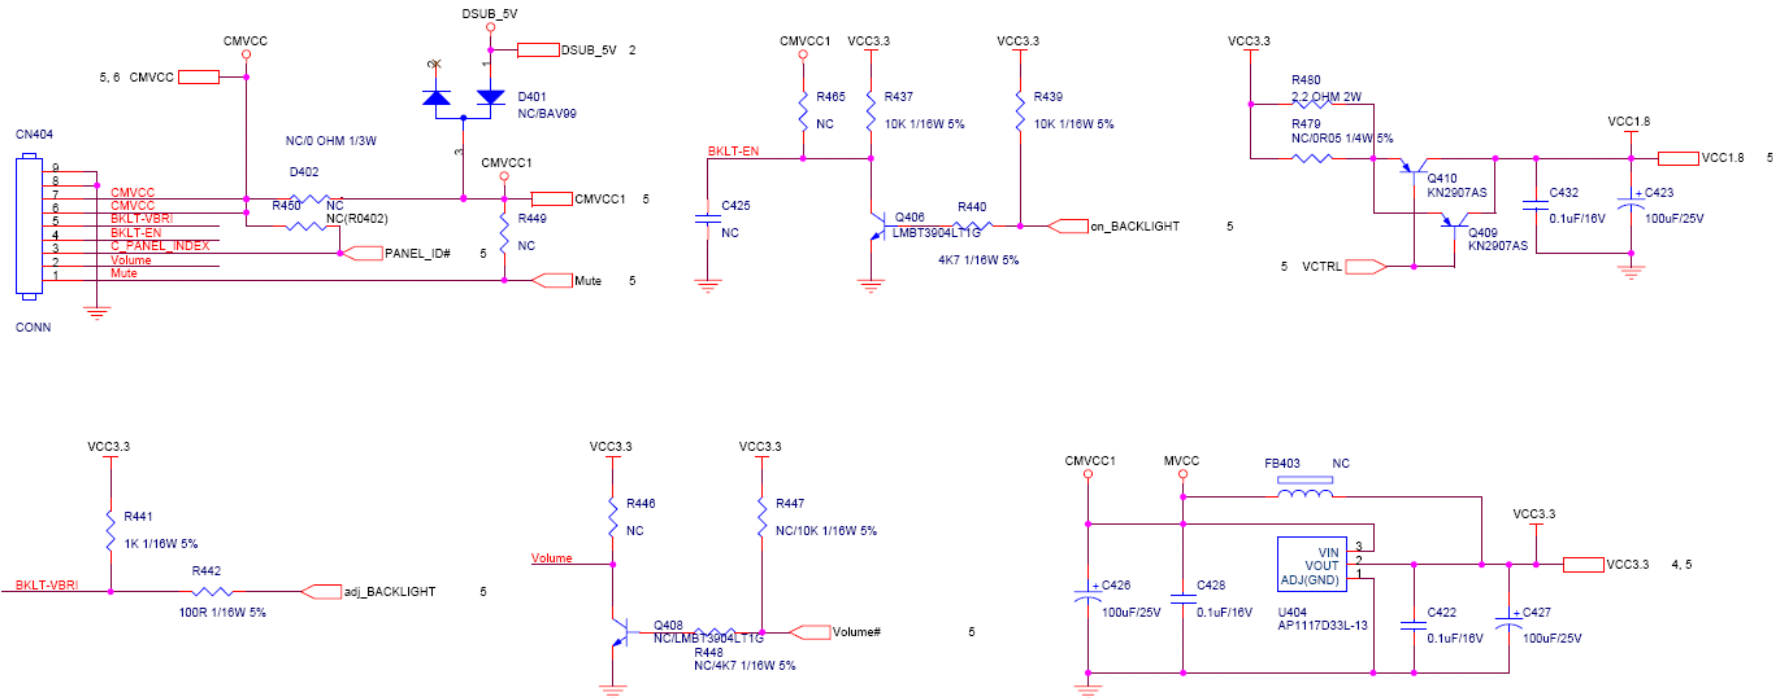 DSUB_5V
DSUB_5V 2
CMVCC
5, 6 CMVCC
2
1
D401
NC/BAV99
3
CN404
NC/0 OHM 1/3W
D402
NC
CMVCC1
CMVCC1 5
R450
NC(R0402)
R449
NC
9
8
7 CMVCC
6 CMVCC
5 BKLT-VBRI
4 BKLT-EN
3 C_PANEL_INDEX
2 Volume
1 Mute
PANEL_ID# 5
Mute 5
CONN
CMVCC1
VCC3.3
VCC3.3
R465
NC
R437
10K 1/16W 5%
R439
10K 1/16W 5%
BKLT-EN
C425
NC
Q406
LMBT3904LT1G
R440
4K7 1/16W 5%
on_BACKLIGHT 5
VCC3.3
R480
2.2 OHM 2W
R479
NC/0R05 1/4W 5%
VCC1.8
VCC1.8 5
Q410
KN2907AS
Q409
KN2907AS
C432
0.1uF/16V
+ C423
100uF/25V
5 VCTRL
VCC3.3
R441
1K 1/16W 5%
BKLT-VBRI
R442
100R 1/16W 5%
adj_BACKLIGHT 5
VCC3.3
VCC3.3
R446
NC
R447
NC/10K 1/16W 5%
Volume
Q408
NC/LMBT3904LT1G
R448
NC/4K7 1/16W 5%
Volume# 5
CMVCC1
MVCC
FB403 NC
VCC3.3
VCC3.3 4, 5
VIN 3
VOUT 2
ADJ(GND) 1
U404
AP1117D33L-13
+ C426
100uF/25V
C428
0.1uF/16V
C422
0.1uF/16V
+ C427
100uF/25V